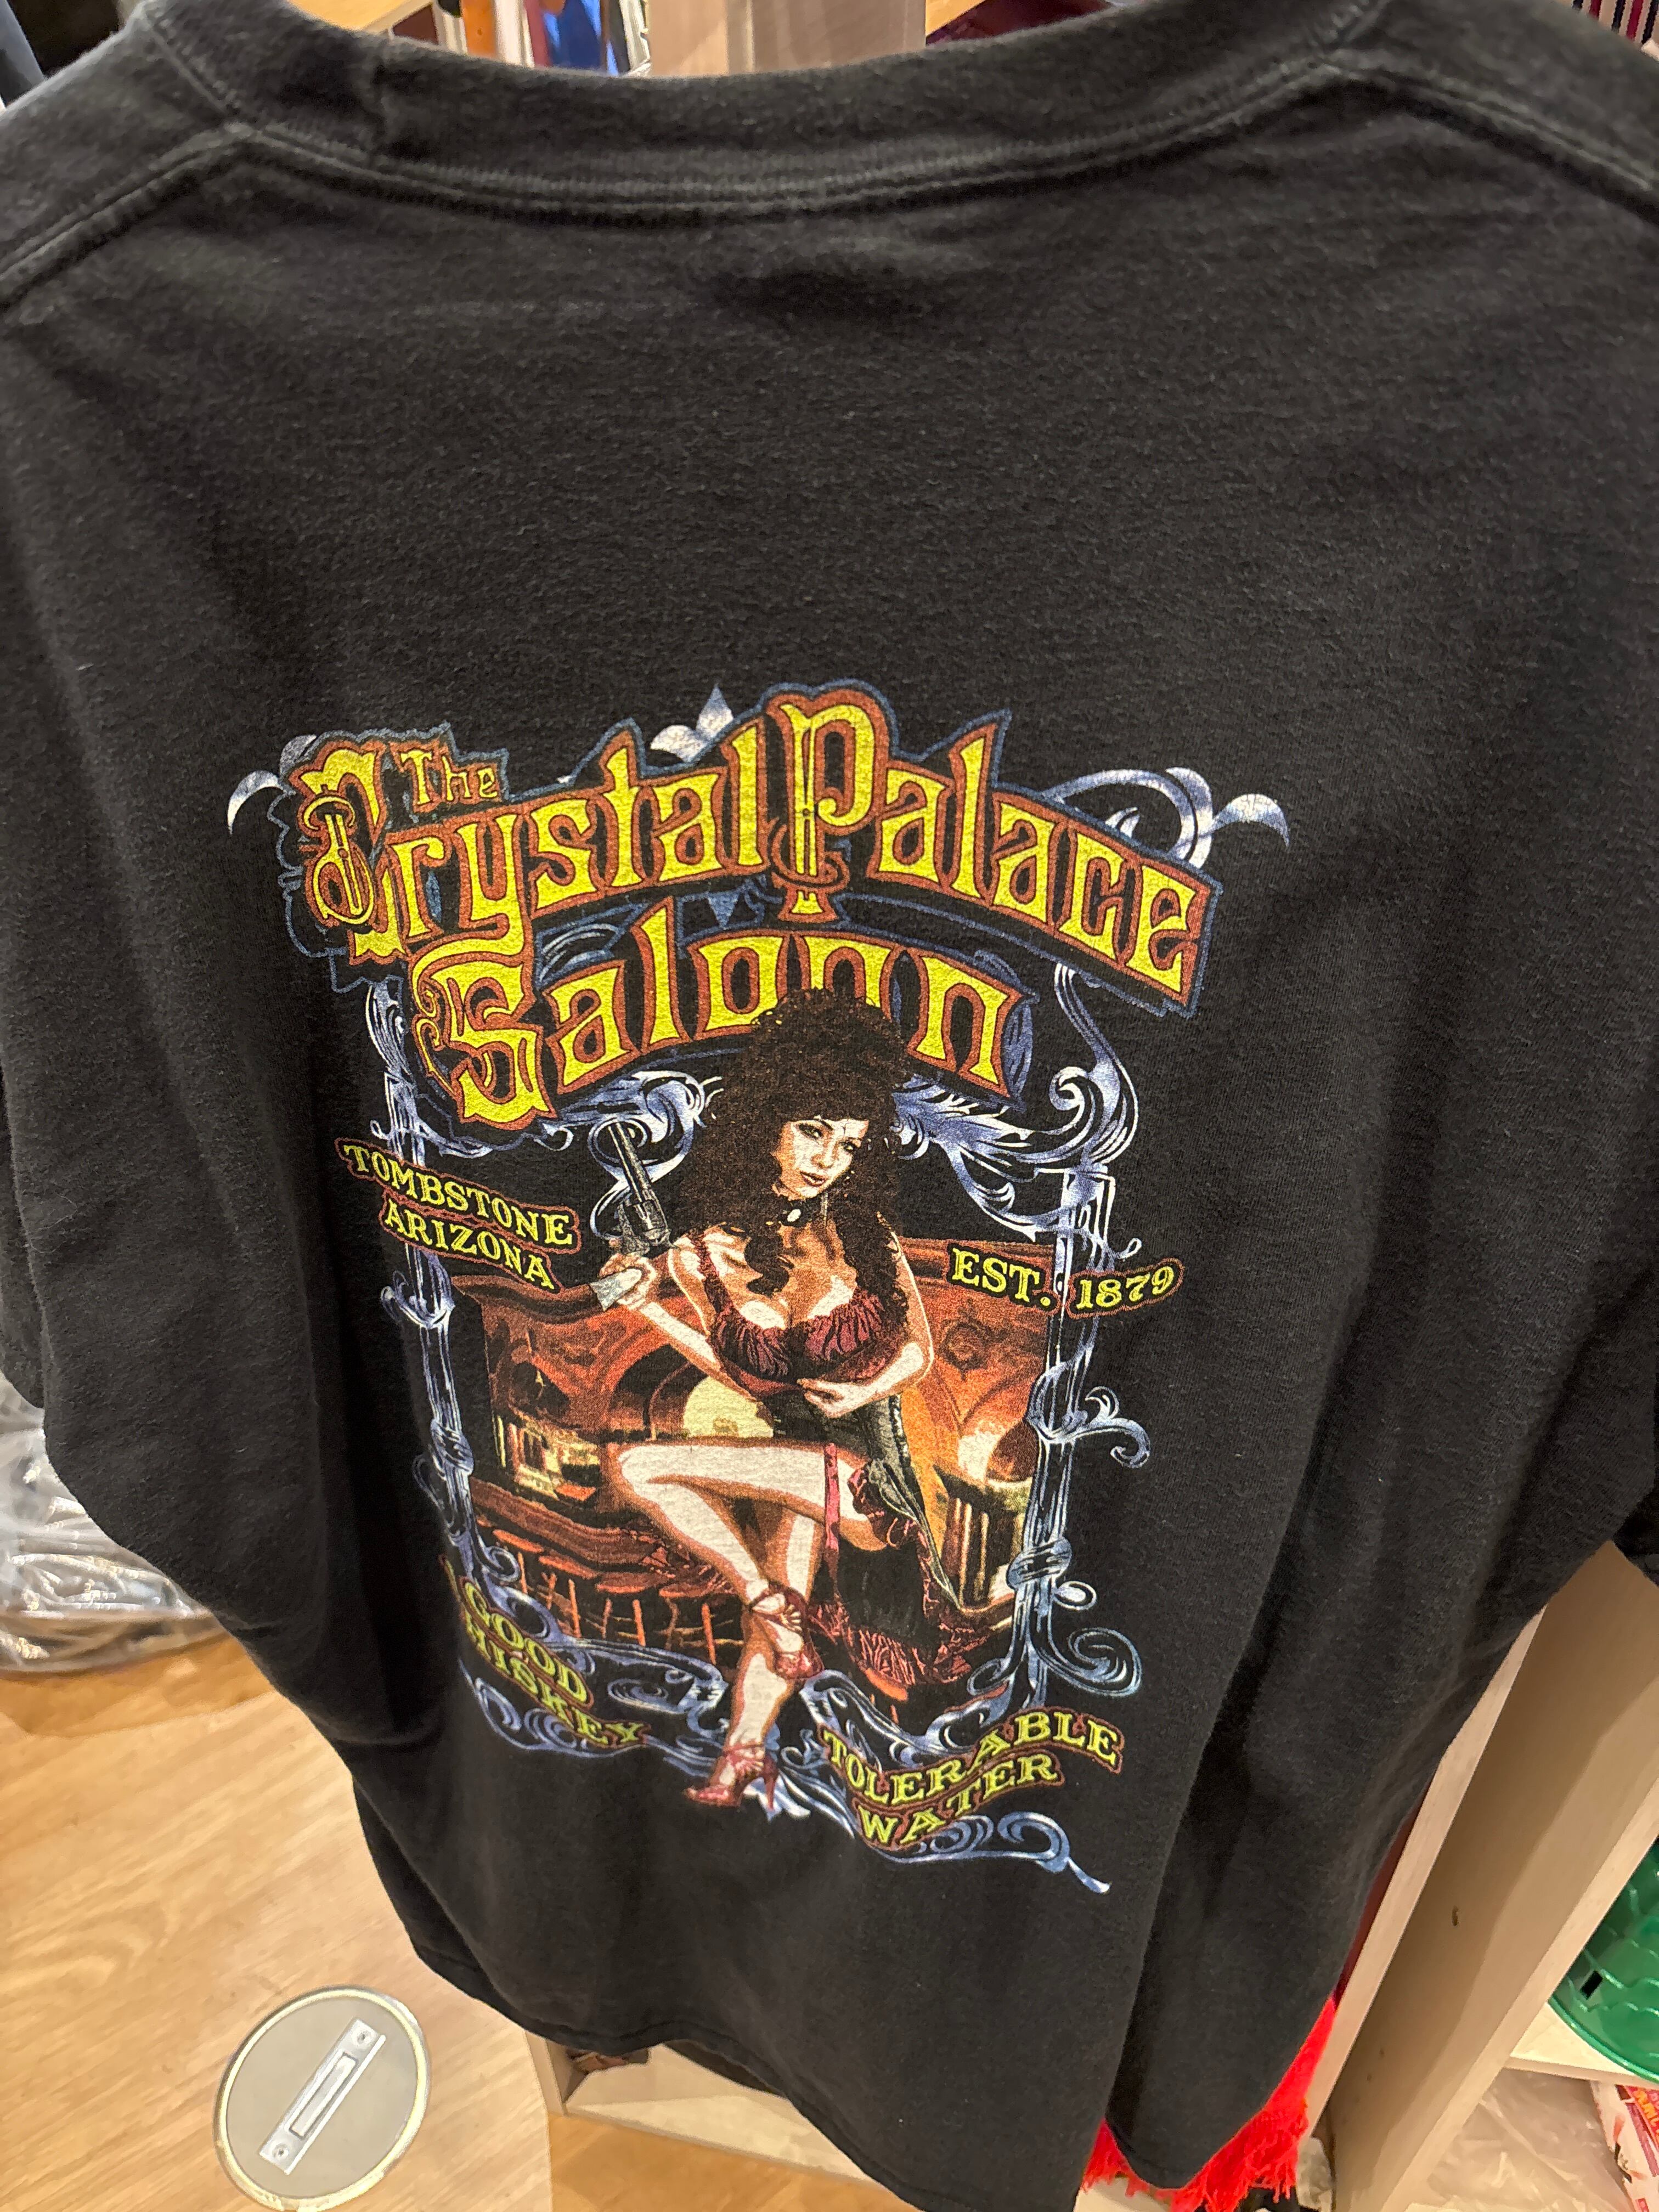 The
Crystal Palace
Saloon
TOMBSTONE
ARIZONA
EST. 1879
GOOD
WHISKEY
TOLERABLE
WATER